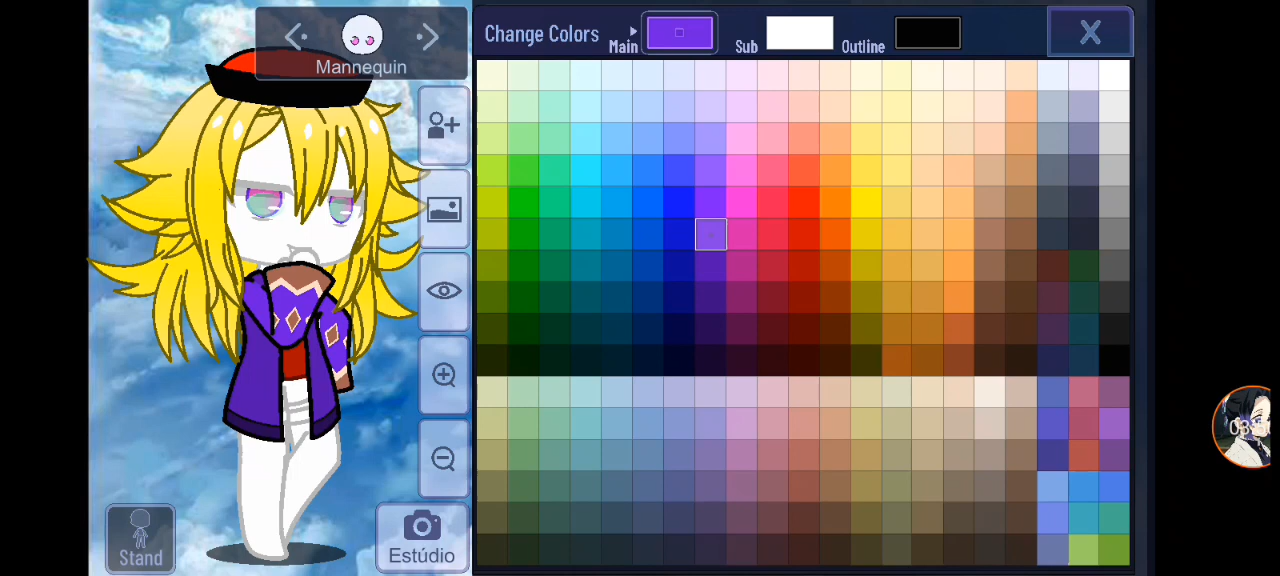 Mannequin
Change Colors
Main
Sub
Outline
X
Stand
Estúdio